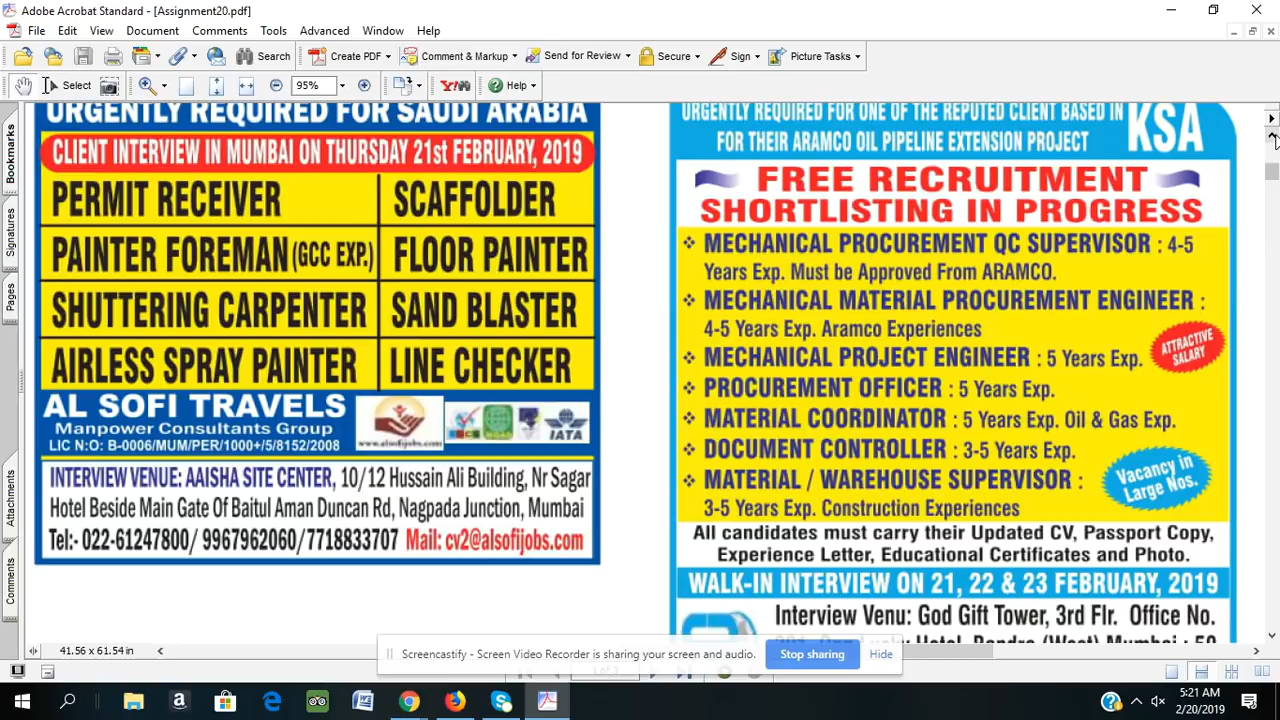 Adobe Acrobat Standard - [Assignment20.pdf]
File Edit View Document Comments Tools Advanced Window Help
Search Create PDF Comment & Markup Send for Review Secure Sign Picture Tasks
Select 95% Y! Help
Bookmarks
Signatures
Pages
Attachments
Comments
URGENTLY REQUIRED FOR SAUDI ARABIA
CLIENT INTERVIEW IN MUMBAI ON THURSDAY 21st FEBRUARY, 2019
PERMIT RECEIVER SCAFFOLDER
PAINTER FOREMAN (GCC EXP.) FLOOR PAINTER
SHUTTERING CARPENTER SAND BLASTER
AIRLESS SPRAY PAINTER LINE CHECKER
AL SOFI TRAVELS
Manpower Consultants Group
LIC N:O: B-0006/MUM/PER/1000+/5/8152/2008
www.alsofijobs.com
IATA
INTERVIEW VENUE: AAISHA SITE CENTER, 10/12 Hussain Ali Building, Nr Sagar
Hotel Beside Main Gate Of Baitul Aman Duncan Rd, Nagpada Junction, Mumbai
Tel:- 022-61247800/ 9967962060/7718833707 Mail: cv2@alsofijobs.com
URGENTLY REQUIRED FOR ONE OF THE REPUTED CLIENT BASED IN
FOR THEIR ARAMCO OIL PIPELINE EXTENSION PROJECT
KSA
FREE RECRUITMENT
SHORTLISTING IN PROGRESS
❖ MECHANICAL PROCUREMENT QC SUPERVISOR : 4-5
Years Exp. Must be Approved From ARAMCO.
❖ MECHANICAL MATERIAL PROCUREMENT ENGINEER :
4-5 Years Exp. Aramco Experiences
❖ MECHANICAL PROJECT ENGINEER : 5 Years Exp.
ATTRACTIVE
SALARY
❖ PROCUREMENT OFFICER : 5 Years Exp.
❖ MATERIAL COORDINATOR : 5 Years Exp. Oil & Gas Exp.
❖ DOCUMENT CONTROLLER : 3-5 Years Exp.
❖ MATERIAL / WAREHOUSE SUPERVISOR :
3-5 Years Exp. Construction Experiences
Vacancy in
Large Nos.
All candidates must carry their Updated CV, Passport Copy,
Experience Letter, Educational Certificates and Photo.
WALK-IN INTERVIEW ON 21, 22 & 23 FEBRUARY, 2019
Interview Venu: God Gift Tower, 3rd Flr. Office No.
41.56 x 61.54 in
Screencastify - Screen Video Recorder is sharing your screen and audio. Stop sharing Hide
5:21 AM
2/20/2019